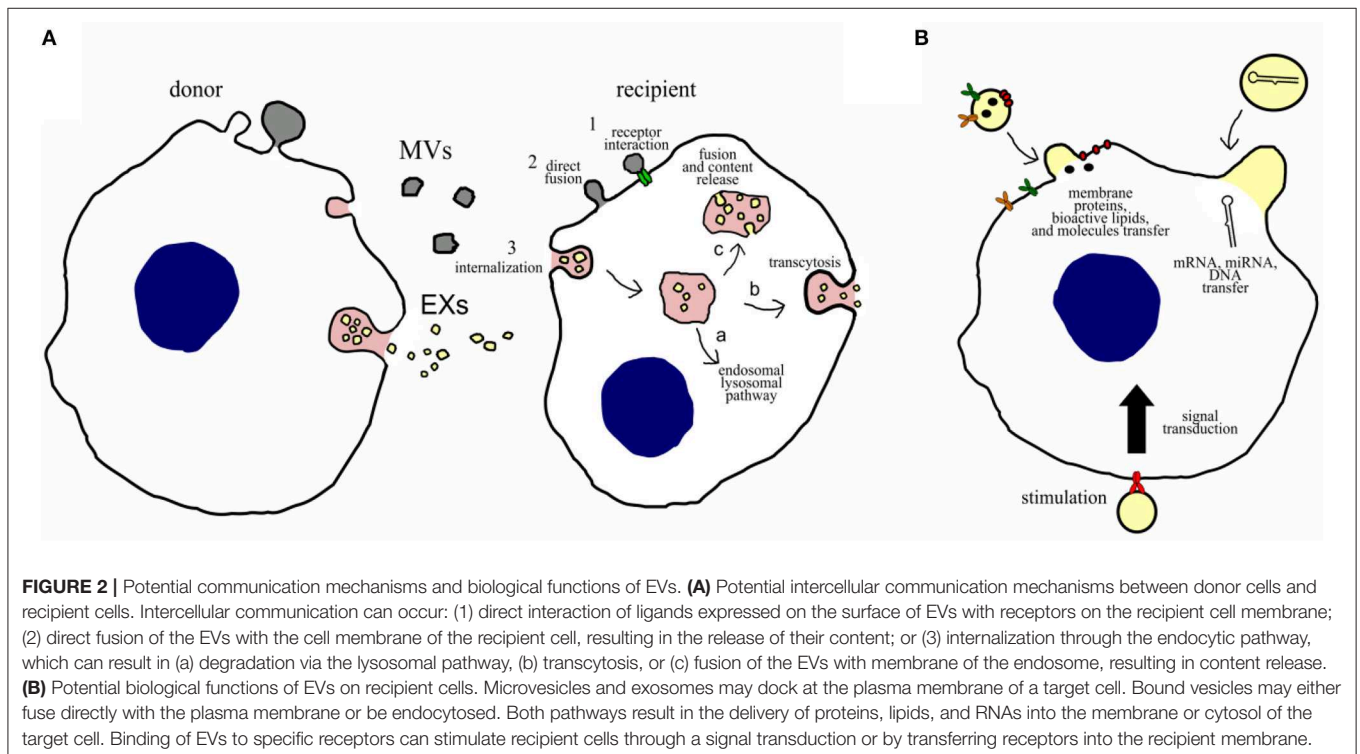 A
donor
MVs
EXs
recipient
1
receptor
interaction
2
direct
fusion
3
internalization
fusion
and content
release
c
b
a
transcytosis
endosomal
lysosomal
pathway
B
membrane
proteins,
bioactive lipids,
and molecules transfer
mRNA, miRNA,
DNA
transfer
signal
transduction
stimulation
FIGURE 2 | Potential communication mechanisms and biological functions of EVs. (A) Potential intercellular communication mechanisms between donor cells and
recipient cells. Intercellular communication can occur: (1) direct interaction of ligands expressed on the surface of EVs with receptors on the recipient cell membrane;
(2) direct fusion of the EVs with the cell membrane of the recipient cell, resulting in the release of their content; or (3) internalization through the endocytic pathway,
which can result in (a) degradation via the lysosomal pathway, (b) transcytosis, or (c) fusion of the EVs with membrane of the endosome, resulting in content release.
(B) Potential biological functions of EVs on recipient cells. Microvesicles and exosomes may dock at the plasma membrane of a target cell. Bound vesicles may either
fuse directly with the plasma membrane or be endocytosed. Both pathways result in the delivery of proteins, lipids, and RNAs into the membrane or cytosol of the
target cell. Binding of EVs to specific receptors can stimulate recipient cells through a signal transduction or by transferring receptors into the recipient membrane.